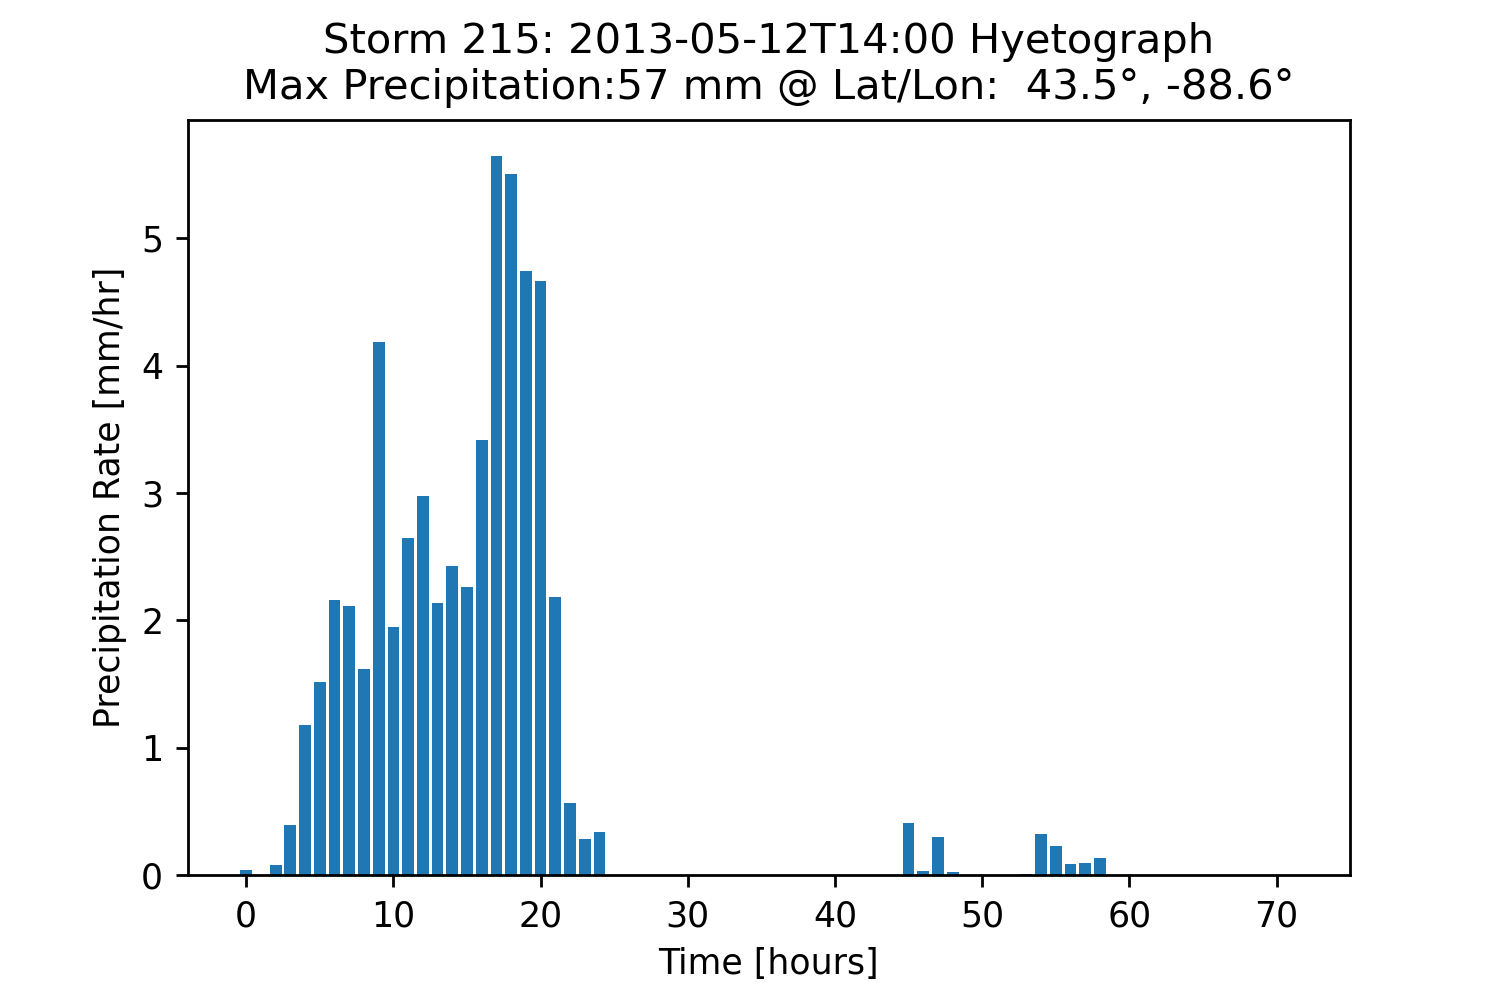 Storm 215: 2013-05-12T14:00 Hyetograph
Max Precipitation:57 mm @ Lat/Lon:  43.5°, -88.6°
Precipitation Rate [mm/hr]
5
4
3
2
1
0
0 10 20 30 40 50 60 70
Time [hours]